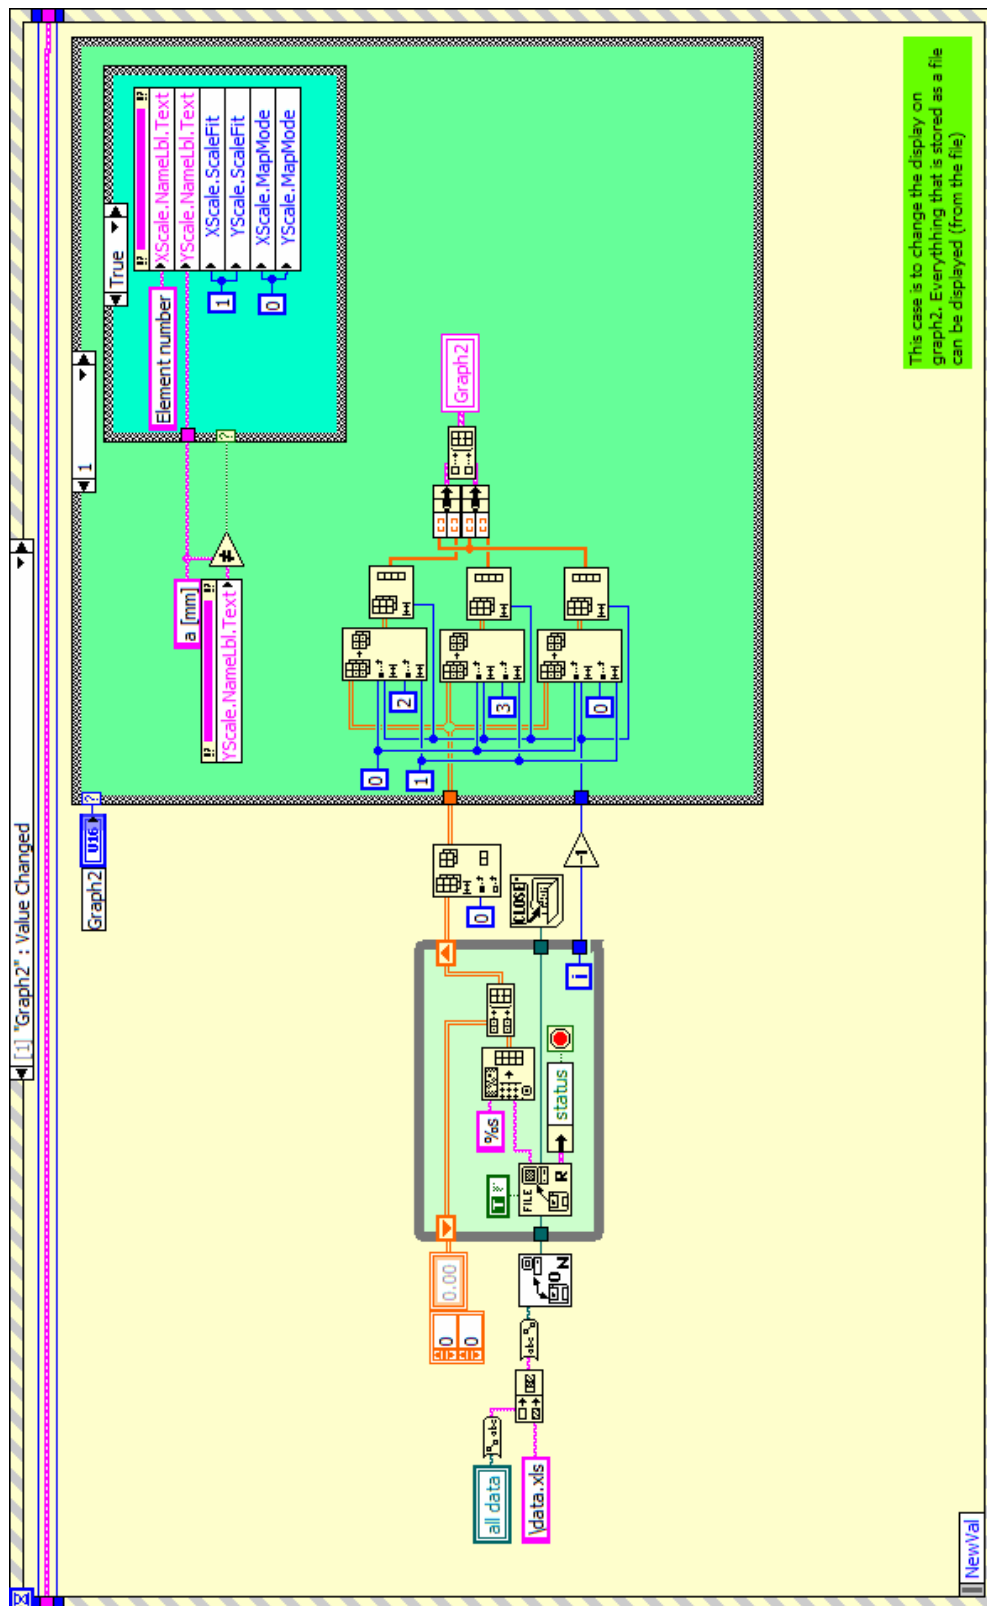 [1] "Graph2" : Value Changed
all data
\data.xls
0
0
0.00
%s
T
FILE
R
status
i
CLOSE
0
-1
Graph2
U16
1
0
1
2
3
0
a [mm]
YScale.NameLbl.Text
≠
True
Element number
1
0
XScale.NameLbl.Text
YScale.NameLbl.Text
XScale.ScaleFit
YScale.ScaleFit
XScale.MapMode
YScale.MapMode
Graph2
This case is to change the display on
graph2. Everythhing that is stored as a file
can be displayed (from the file)
NewVal